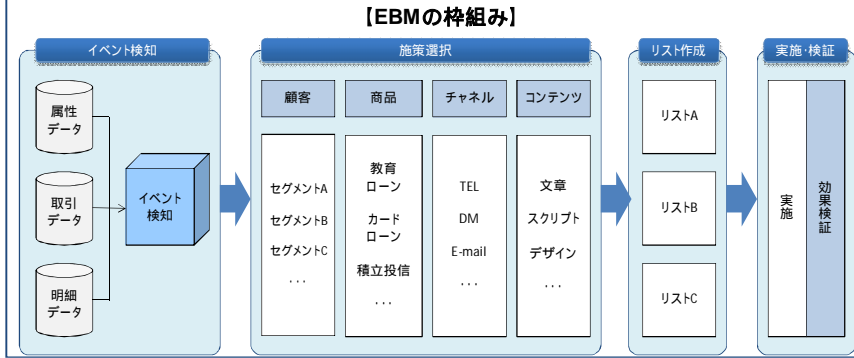 【EBMの枠組み】
イベント検知
属性
データ
取引
データ
明細
データ
イベント
検知
施策選択
顧客
セグメントA
セグメントB
セグメントC
...
商品
教育
ローン
カード
ローン
積立投信
...
チャネル
TEL
DM
E-mail
...
コンテンツ
文章
スクリプト
デザイン
...
リスト作成
リストA
リストB
リストC
実施・検証
実施
効果検証